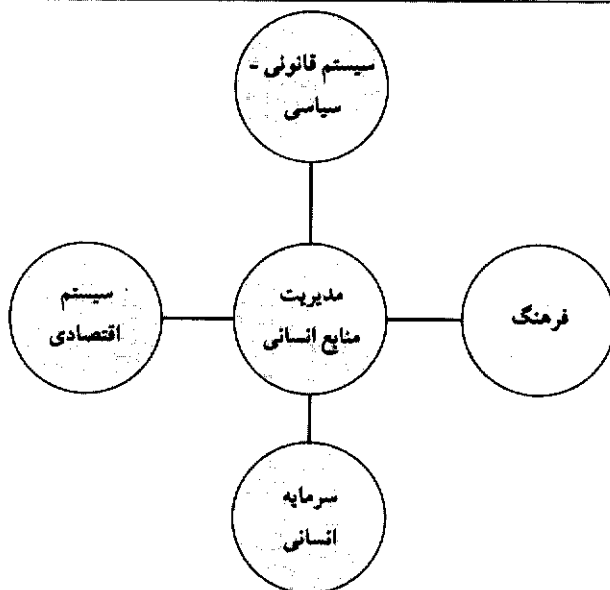 سیستم قانونی -
سیاسی
فرهنگ
مدیریت
منابع انسانی
سیستم
اقتصادی
سرمایه
انسانی